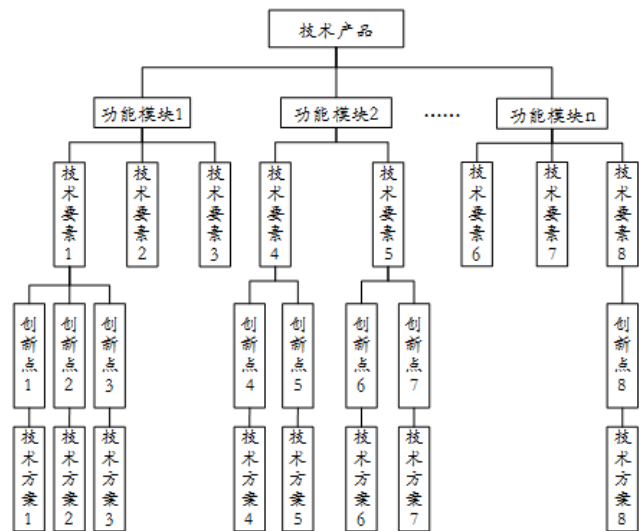 技术产品
功能模块1
功能模块2
……
功能模块n
技术要素1
技术要素2
技术要素3
技术要素4
技术要素5
技术要素6
技术要素7
技术要素8
创新点1
创新点2
创新点3
创新点4
创新点5
创新点6
创新点7
创新点8
技术方案1
技术方案2
技术方案3
技术方案4
技术方案5
技术方案6
技术方案7
技术方案8